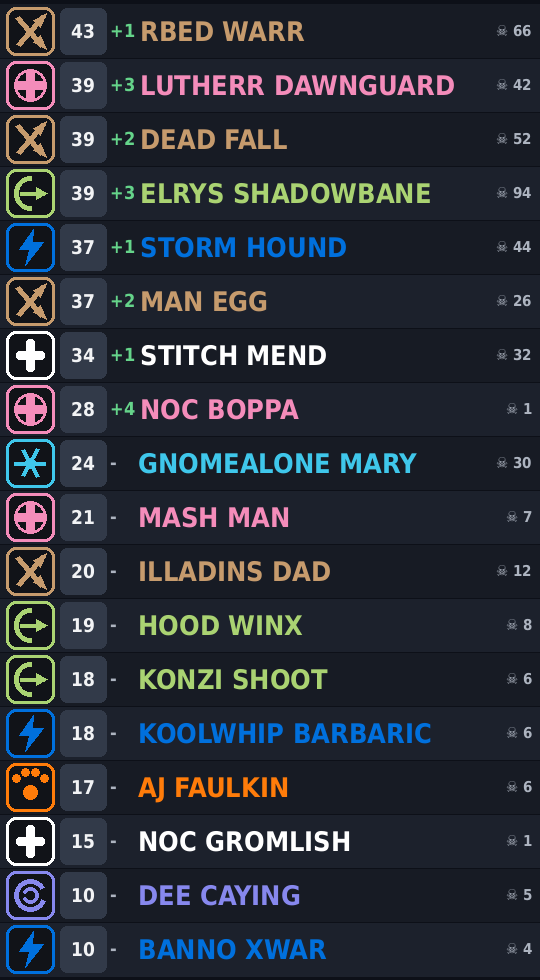 43 +1 RBED WARR ☠ 66
39 +3 LUTHERR DAWNGUARD ☠ 42
39 +2 DEAD FALL ☠ 52
39 +3 ELRYS SHADOWBANE ☠ 94
37 +1 STORM HOUND ☠ 44
37 +2 MAN EGG ☠ 26
34 +1 STITCH MEND ☠ 32
28 +4 NOC BOPPA ☠ 1
24 - GNOMEALONE MARY ☠ 30
21 - MASH MAN ☠ 7
20 - ILLADINS DAD ☠ 12
19 - HOOD WINX ☠ 8
18 - KONZI SHOOT ☠ 6
18 - KOOLWHIP BARBARIC ☠ 6
17 - AJ FAULKIN ☠ 6
15 - NOC GROMLISH ☠ 1
10 - DEE CAYING ☠ 5
10 - BANNO XWAR ☠ 4